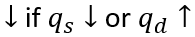 ↓ if q_s ↓ or q_d ↑